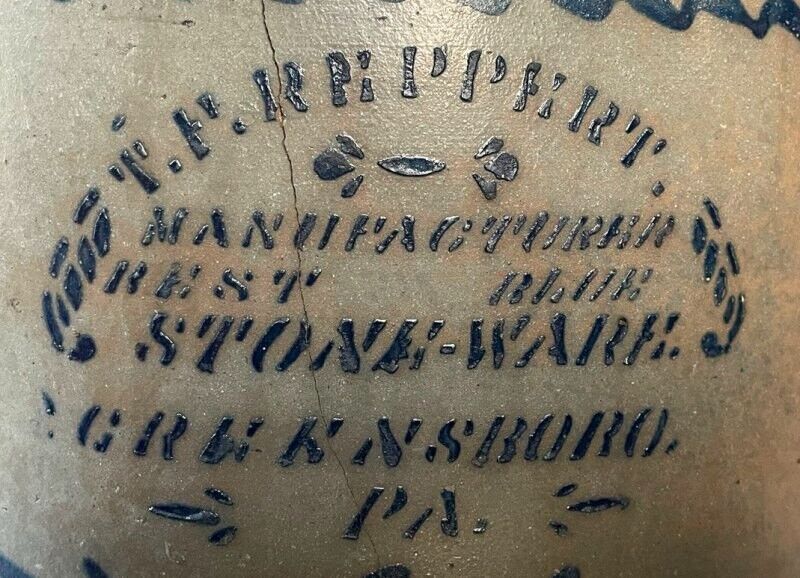 T. F. REPPERT.
MANUFACTURER
BEST BLUE
STONE-WARE.
GREENSBORO,
PA.